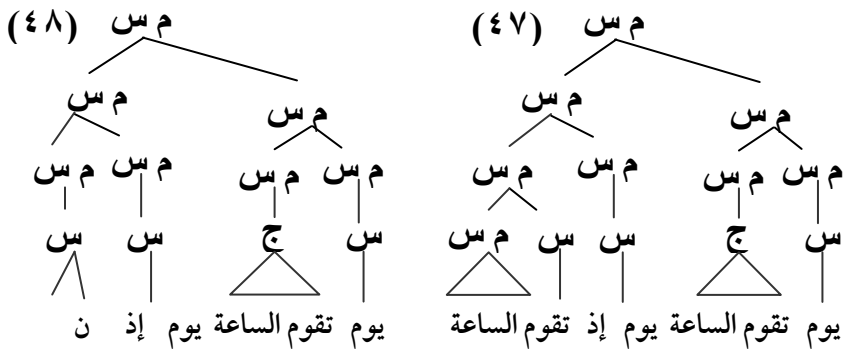 (٤٧) م س (٤٨) م س
م س م س م س م س
م س م س م س م س م س م س م س م س
س ج س س م س س ج س س
يوم تقوم الساعة يوم إذ تقوم الساعة يوم تقوم الساعة يوم إذ ن